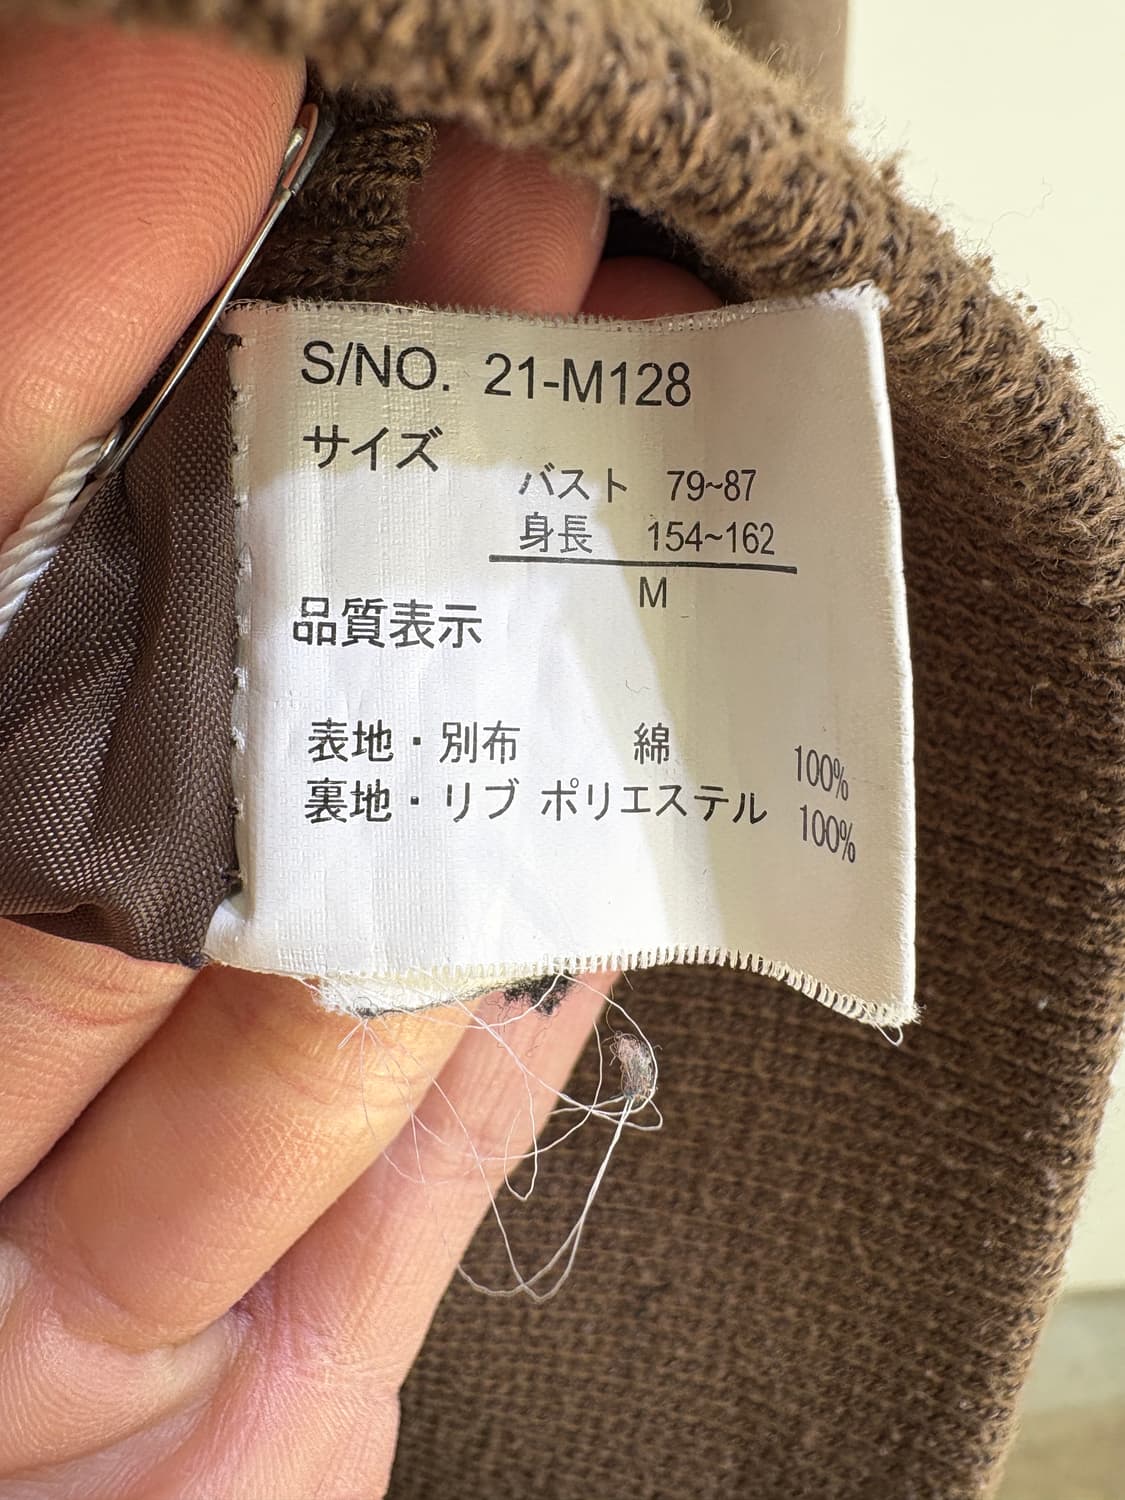 S/NO. 21-M128
サイズ
バスト 79~87
身長 154~162
M
品質表示
表地・別布 綿 100%
裏地・リブ ポリエステル 100%